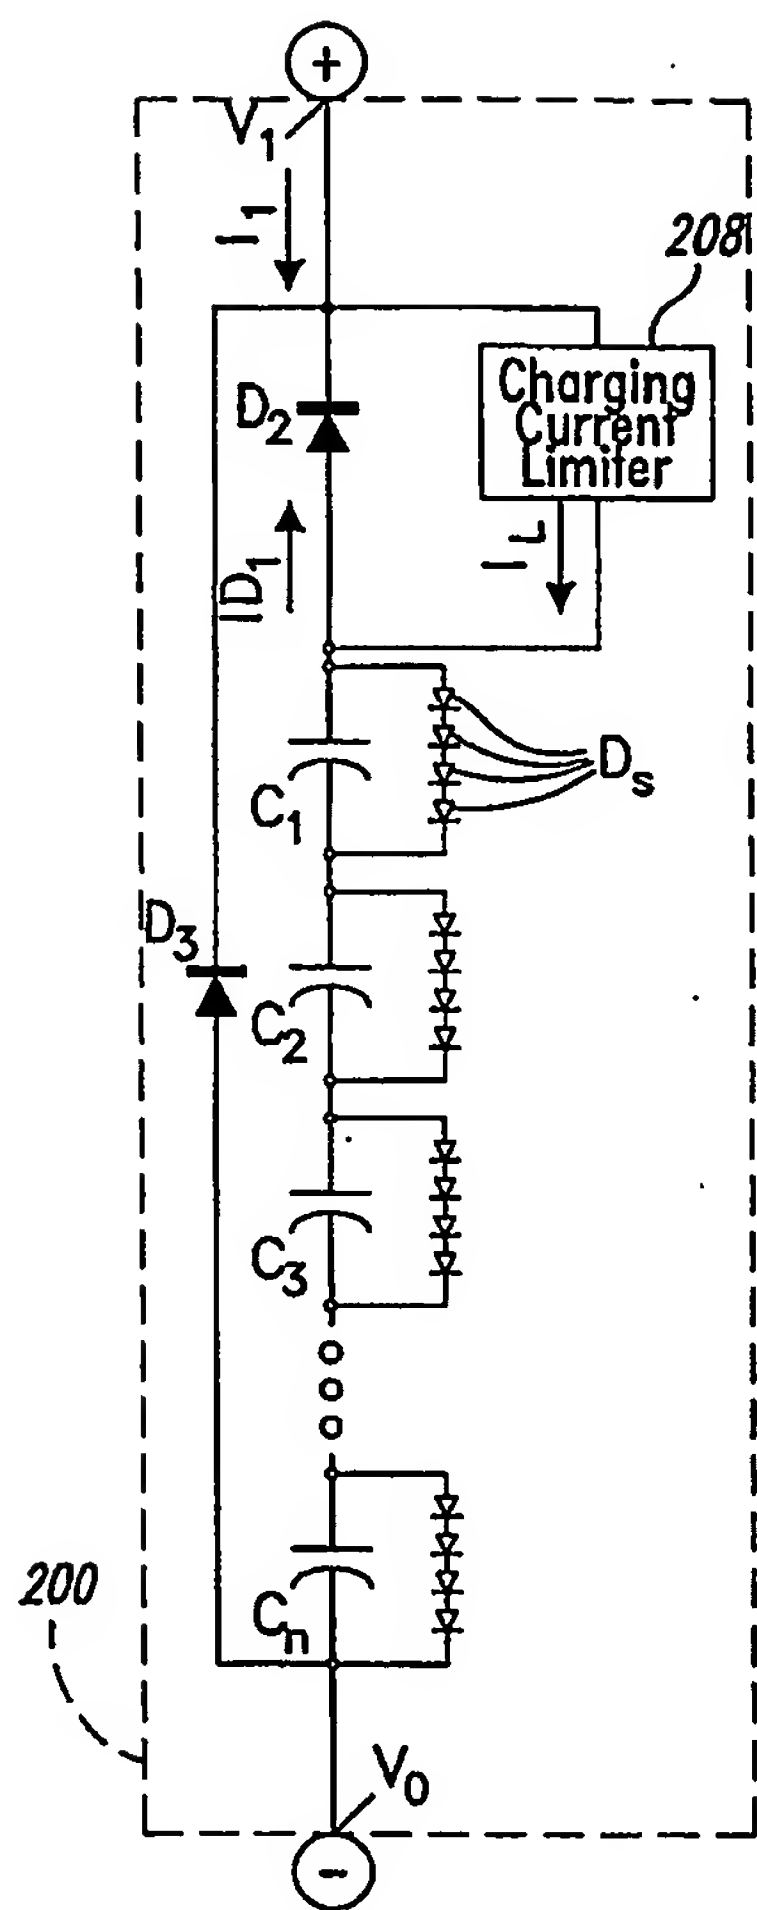 +
V1
I1
208
Charging
Current
Limiter
D2
IL
ID1
Ds
C1
D3
C2
C3
200
Cn
V0
-